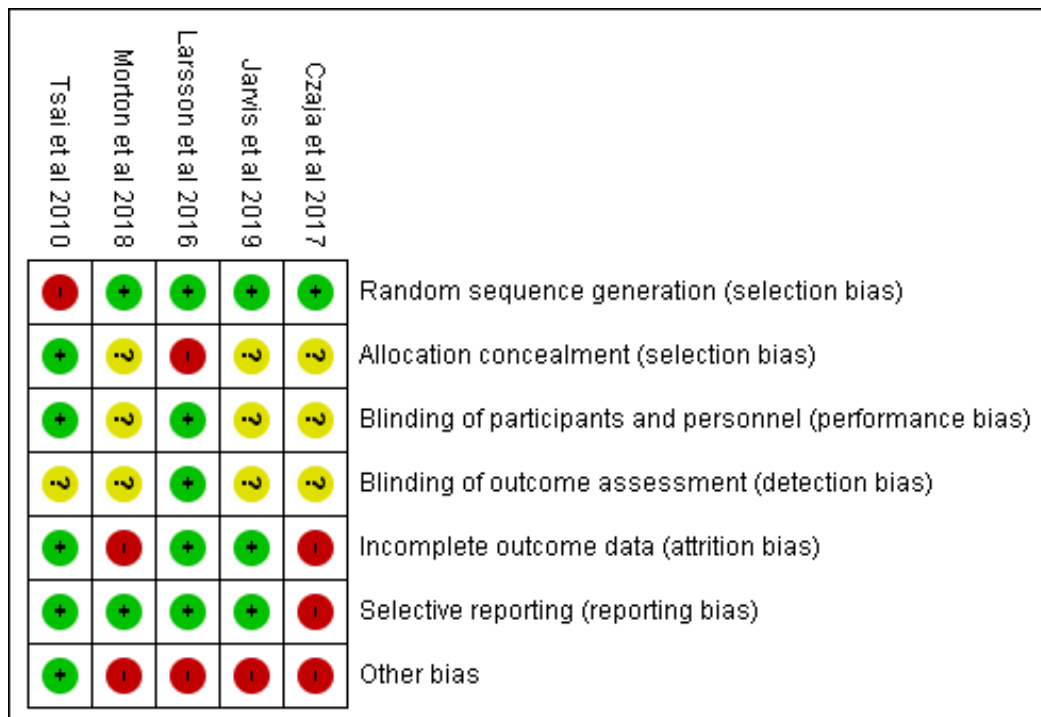 Tsai et al 2010
Morton et al 2018
Larsson et al 2016
Jarvis et al 2019
Czaja et al 2017
- + + + + Random sequence generation (selection bias)
+ ? - ? ? Allocation concealment (selection bias)
+ ? + ? ? Blinding of participants and personnel (performance bias)
? ? + ? ? Blinding of outcome assessment (detection bias)
+ - + + - Incomplete outcome data (attrition bias)
+ + + + - Selective reporting (reporting bias)
+ - - - - Other bias